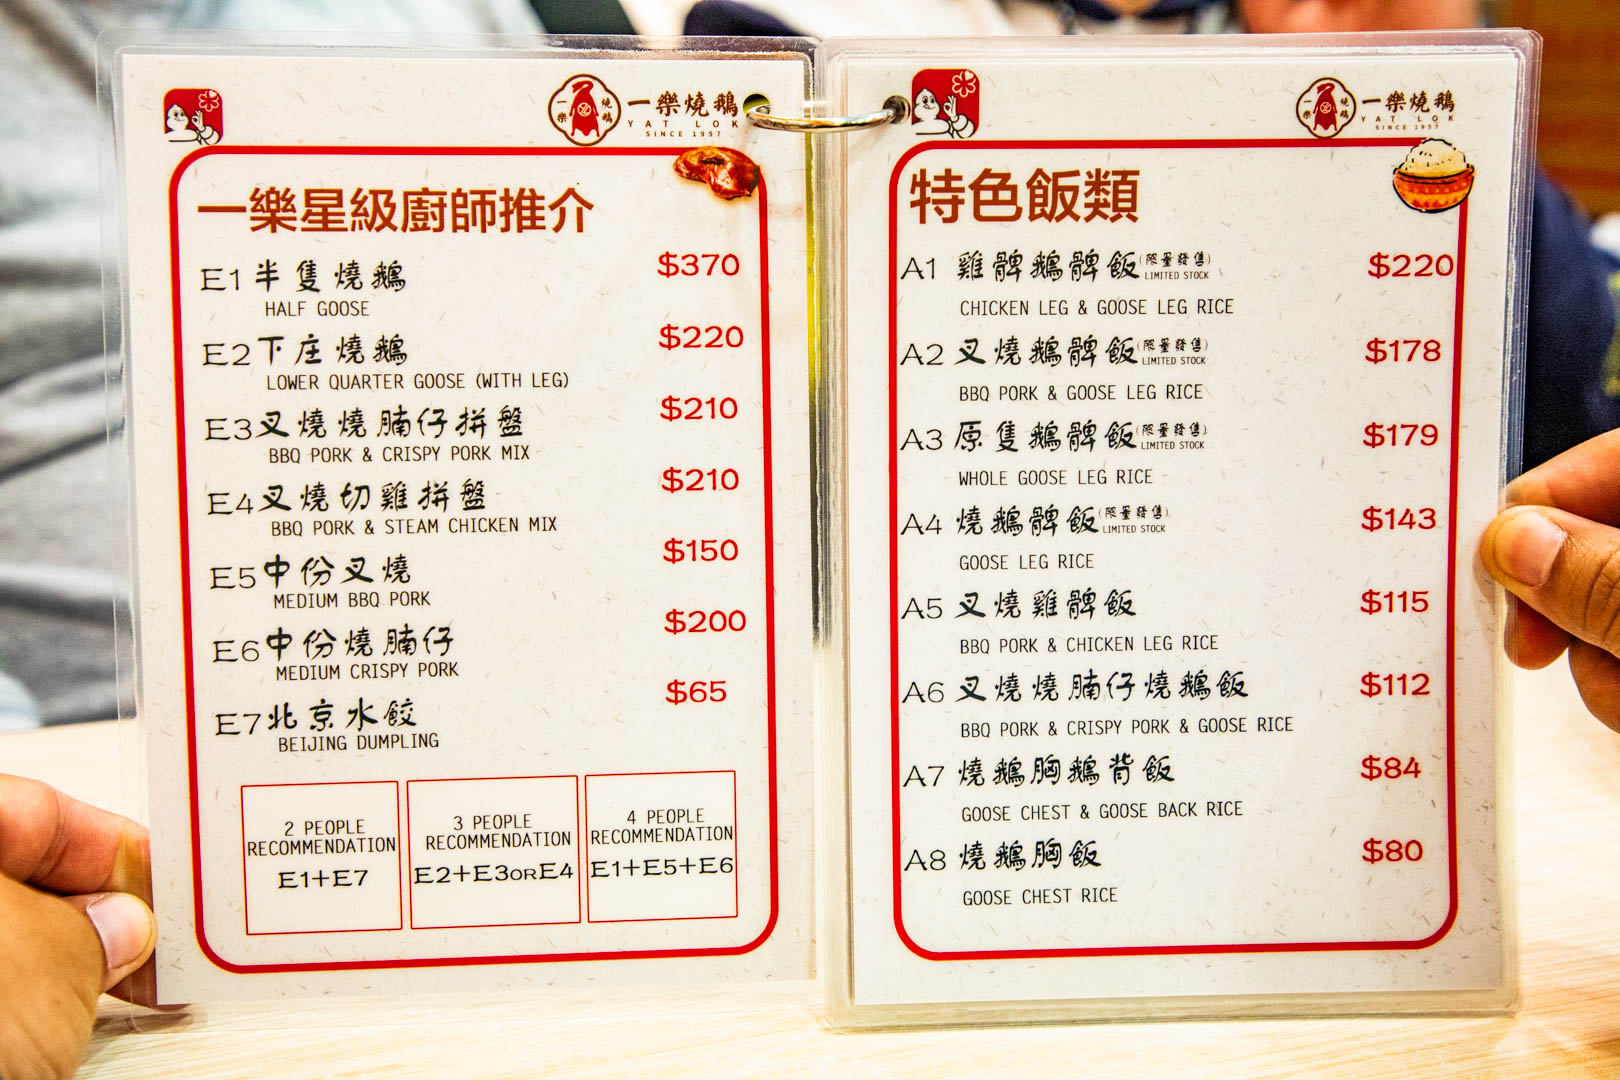 一樂燒鵝
YAT LOK
SINCE 1957
一樂星級廚師推介
E1 半隻燒鵝 $370
HALF GOOSE
E2 下庄燒鵝 $220
LOWER QUARTER GOOSE (WITH LEG)
E3 叉燒燒腩仔拼盤 $210
BBQ PORK & CRISPY PORK MIX
E4 叉燒切雞拼盤 $210
BBQ PORK & STEAM CHICKEN MIX
E5 中份叉燒 $150
MEDIUM BBQ PORK
E6 中份燒腩仔 $200
MEDIUM CRISPY PORK
E7 北京水餃 $65
BEIJING DUMPLING
2 PEOPLE
RECOMMENDATION
E1+E7
3 PEOPLE
RECOMMENDATION
E2+E3ORE4
4 PEOPLE
RECOMMENDATION
E1+E5+E6
一樂燒鵝
YAT LOK
SINCE 1957
特色飯類
A1 雞髀鵝髀飯(限量發售) LIMITED STOCK $220
CHICKEN LEG & GOOSE LEG RICE
A2 叉燒鵝髀飯(限量發售) LIMITED STOCK $178
BBQ PORK & GOOSE LEG RICE
A3 原隻鵝髀飯(限量發售) LIMITED STOCK $179
WHOLE GOOSE LEG RICE
A4 燒鵝髀飯(限量發售) LIMITED STOCK $143
GOOSE LEG RICE
A5 叉燒雞髀飯 $115
BBQ PORK & CHICKEN LEG RICE
A6 叉燒燒腩仔燒鵝飯 $112
BBQ PORK & CRISPY PORK & GOOSE RICE
A7 燒鵝胸鵝背飯 $84
GOOSE CHEST & GOOSE BACK RICE
A8 燒鵝胸飯 $80
GOOSE CHEST RICE